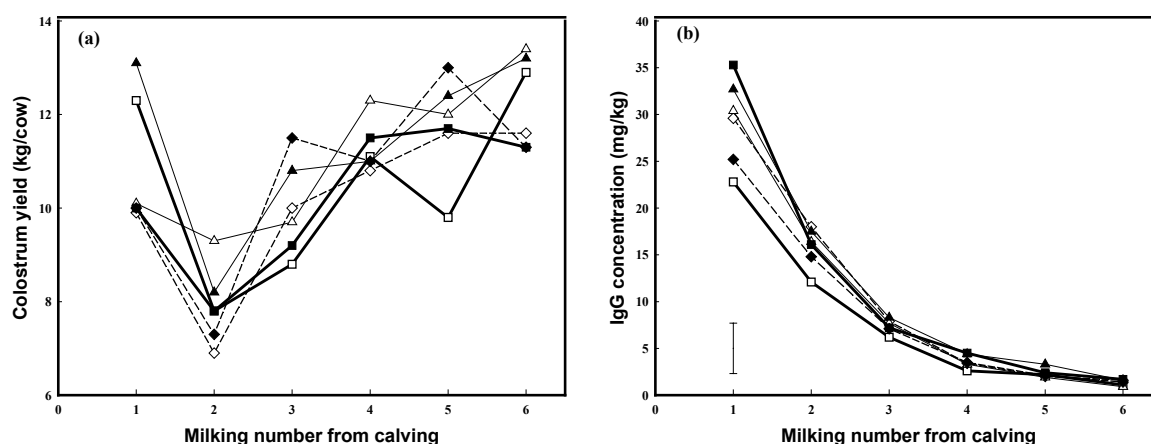 (a)
14
12
10
8
6
0 1 2 3 4 5 6
Colostrum yield (kg/cow)
Milking number from calving
(b)
40
35
30
25
20
15
10
5
0
0 1 2 3 4 5 6
IgG concentration (mg/kg)
Milking number from calving